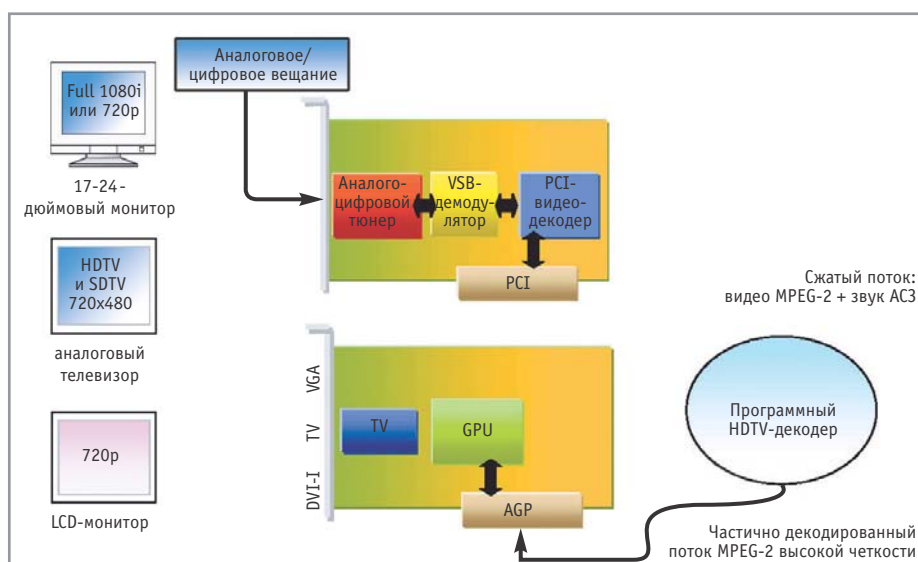 Аналоговое/
цифровое вещание
Full 1080i
или 720p
17-24-
дюймовый монитор
Аналого-
цифровой
тюнер
VSB-
демоду-
лятор
PCI-
видео-
декодер
PCI
HDTV
и SDTV
720x480
аналоговый
телевизор
Сжатый поток:
видео MPEG-2 + звук AC3
VGA
TV
DVI-I
TV
GPU
AGP
Программный
HDTV-декодер
720p
LCD-монитор
Частично декодированный
поток MPEG-2 высокой четкости